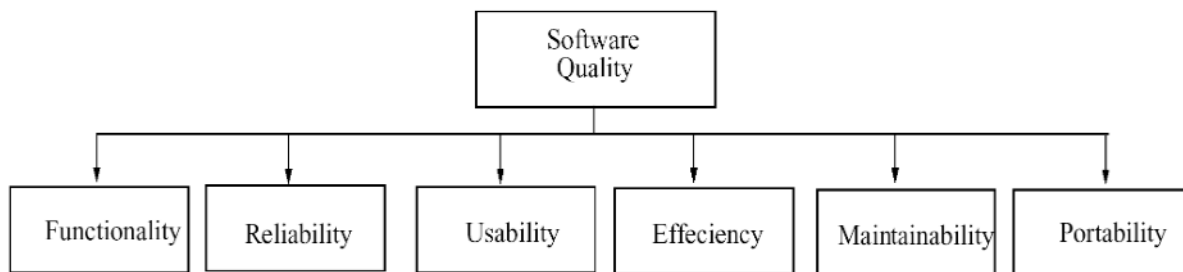 Software
Quality
Functionality
Reliability
Usability
Effeciency
Maintainability
Portability